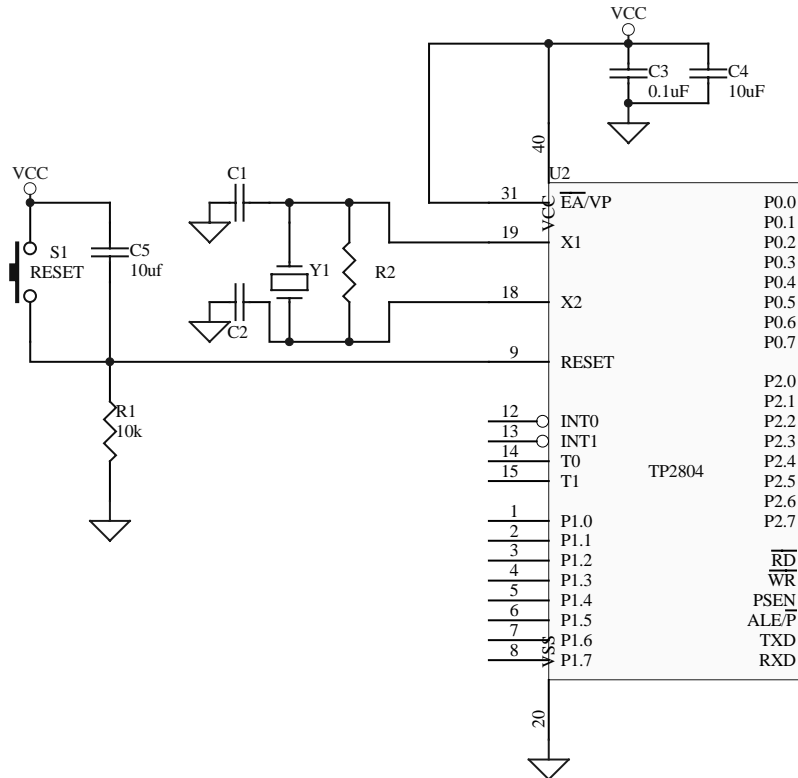 VCC
C3
0.1uF
C4
10uF
40
U2
VCC
S1
RESET
C5
10uf
C1
C2
Y1
R2
R1
10k
31
EA/VP
VCC
19
X1
18
X2
9
RESET
12
INT0
13
INT1
14
T0
15
T1
1
P1.0
2
P1.1
3
P1.2
4
P1.3
5
P1.4
6
P1.5
7
P1.6
8
P1.7
VSS
20
TP2804
P0.0
P0.1
P0.2
P0.3
P0.4
P0.5
P0.6
P0.7
P2.0
P2.1
P2.2
P2.3
P2.4
P2.5
P2.6
P2.7
RD
WR
PSEN
ALE/P
TXD
RXD